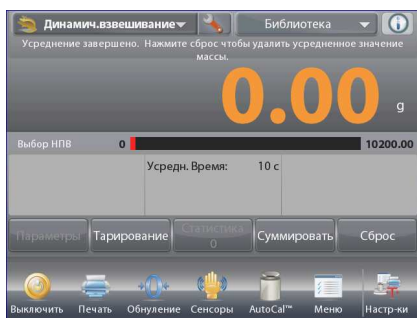 Динамич.взвешивание Библиотека
Усреднение завершено. Нажмите сброс чтобы удалить усредненное значение
массы.
0.00 g
Выбор НПВ 0 10200.00
Усредн. Время: 10 с
Параметры Тарирование Статистика Суммировать Сброс
0
Выключить Печать Обнуление Сенсоры AutoCal™ Меню Настр-ки